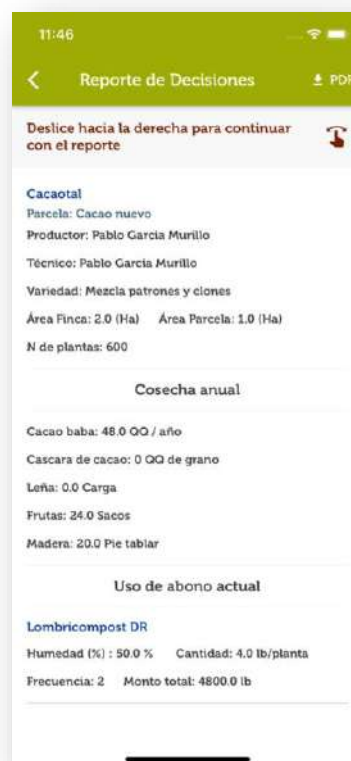 11:46
Reporte de Decisiones
PDF
Deslice hacia la derecha para continuar
con el reporte
Cacaotal
Parcela: Cacao nuevo
Productor: Pablo Garcia Murillo
Técnico: Pablo Garcia Murillo
Variedad: Mezcla patrones y clones
Área Finca: 2.0 (Ha) Área Parcela: 1.0 (Ha)
N de plantas: 600
Cosecha anual
Cacao baba: 48.0 QQ / año
Cascara de cacao: 0 QQ de grano
Leña: 0.0 Carga
Frutas: 24.0 Sacos
Madera: 20.0 Pie tablar
Uso de abono actual
Lombricompost DR
Humedad (%) : 50.0 % Cantidad: 4.0 lb/planta
Frecuencia: 2 Monto total: 4800.0 lb